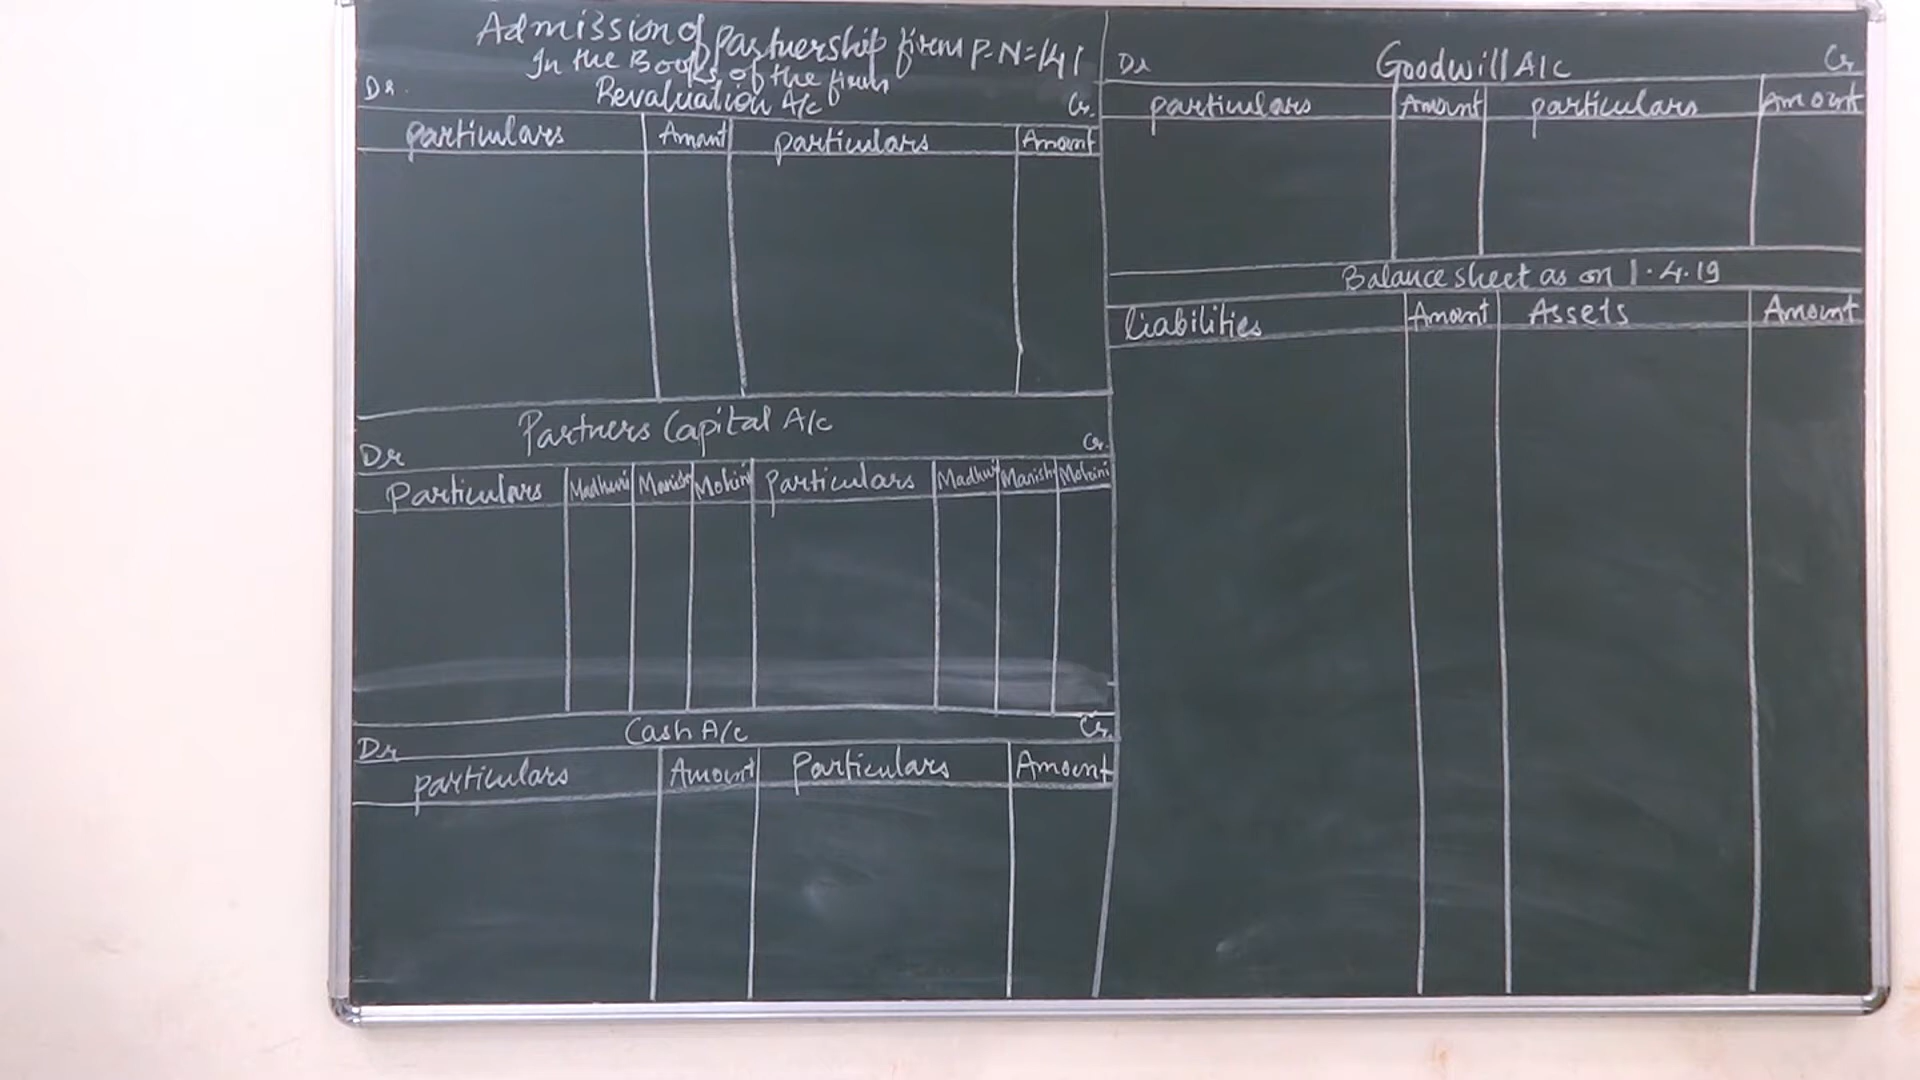 Admission of partnership firm P-N=141
In the Books of the firm
Dr. Revaluation A/c Cr.
particulars Amount particulars Amount
Partners Capital A/c
Dr Cr.
Particulars Madhuri Manish Mohini Particulars Madhuri Manish Mohini
Dr Cash A/c Cr.
particulars Amount Particulars Amount
Dr Goodwill A/c Cr
particulars Amount particulars Amount
Balance sheet as on 1.4.19
liabilities Amount Assets Amount